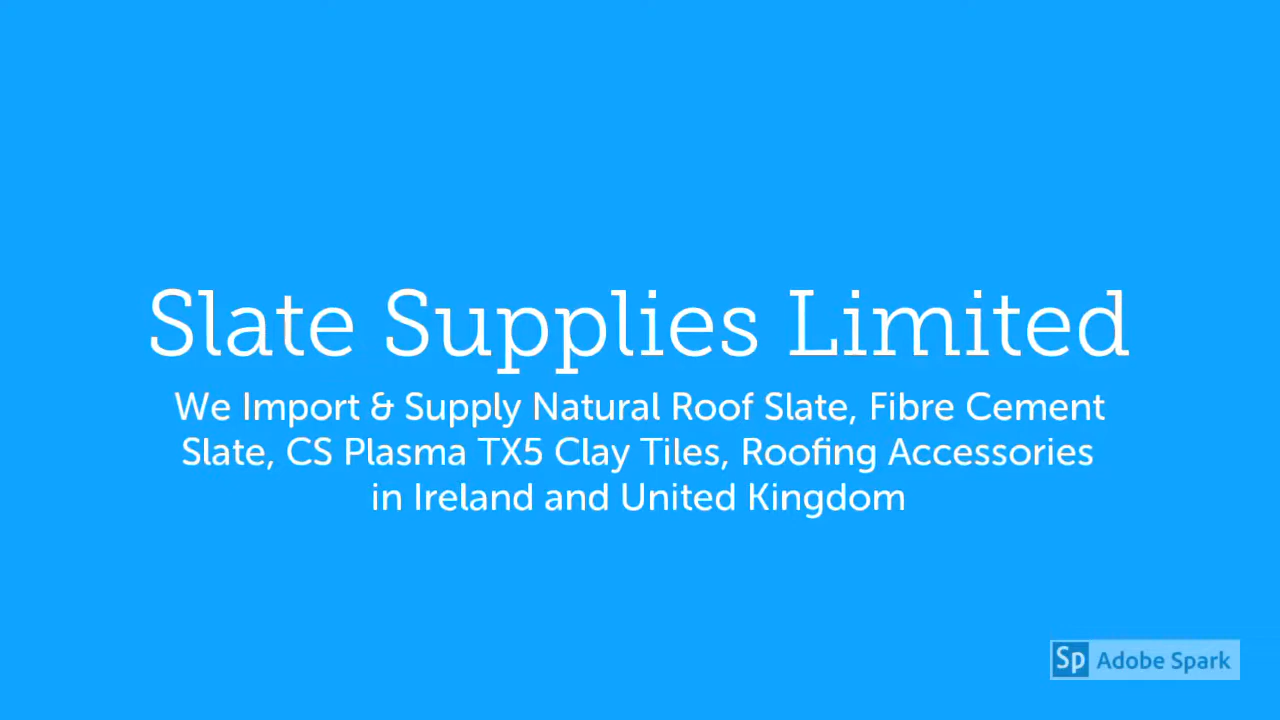 Slate Supplies Limited
We Import & Supply Natural Roof Slate, Fibre Cement
Slate, CS Plasma TX5 Clay Tiles, Roofing Accessories
in Ireland and United Kingdom
Sp Adobe Spark